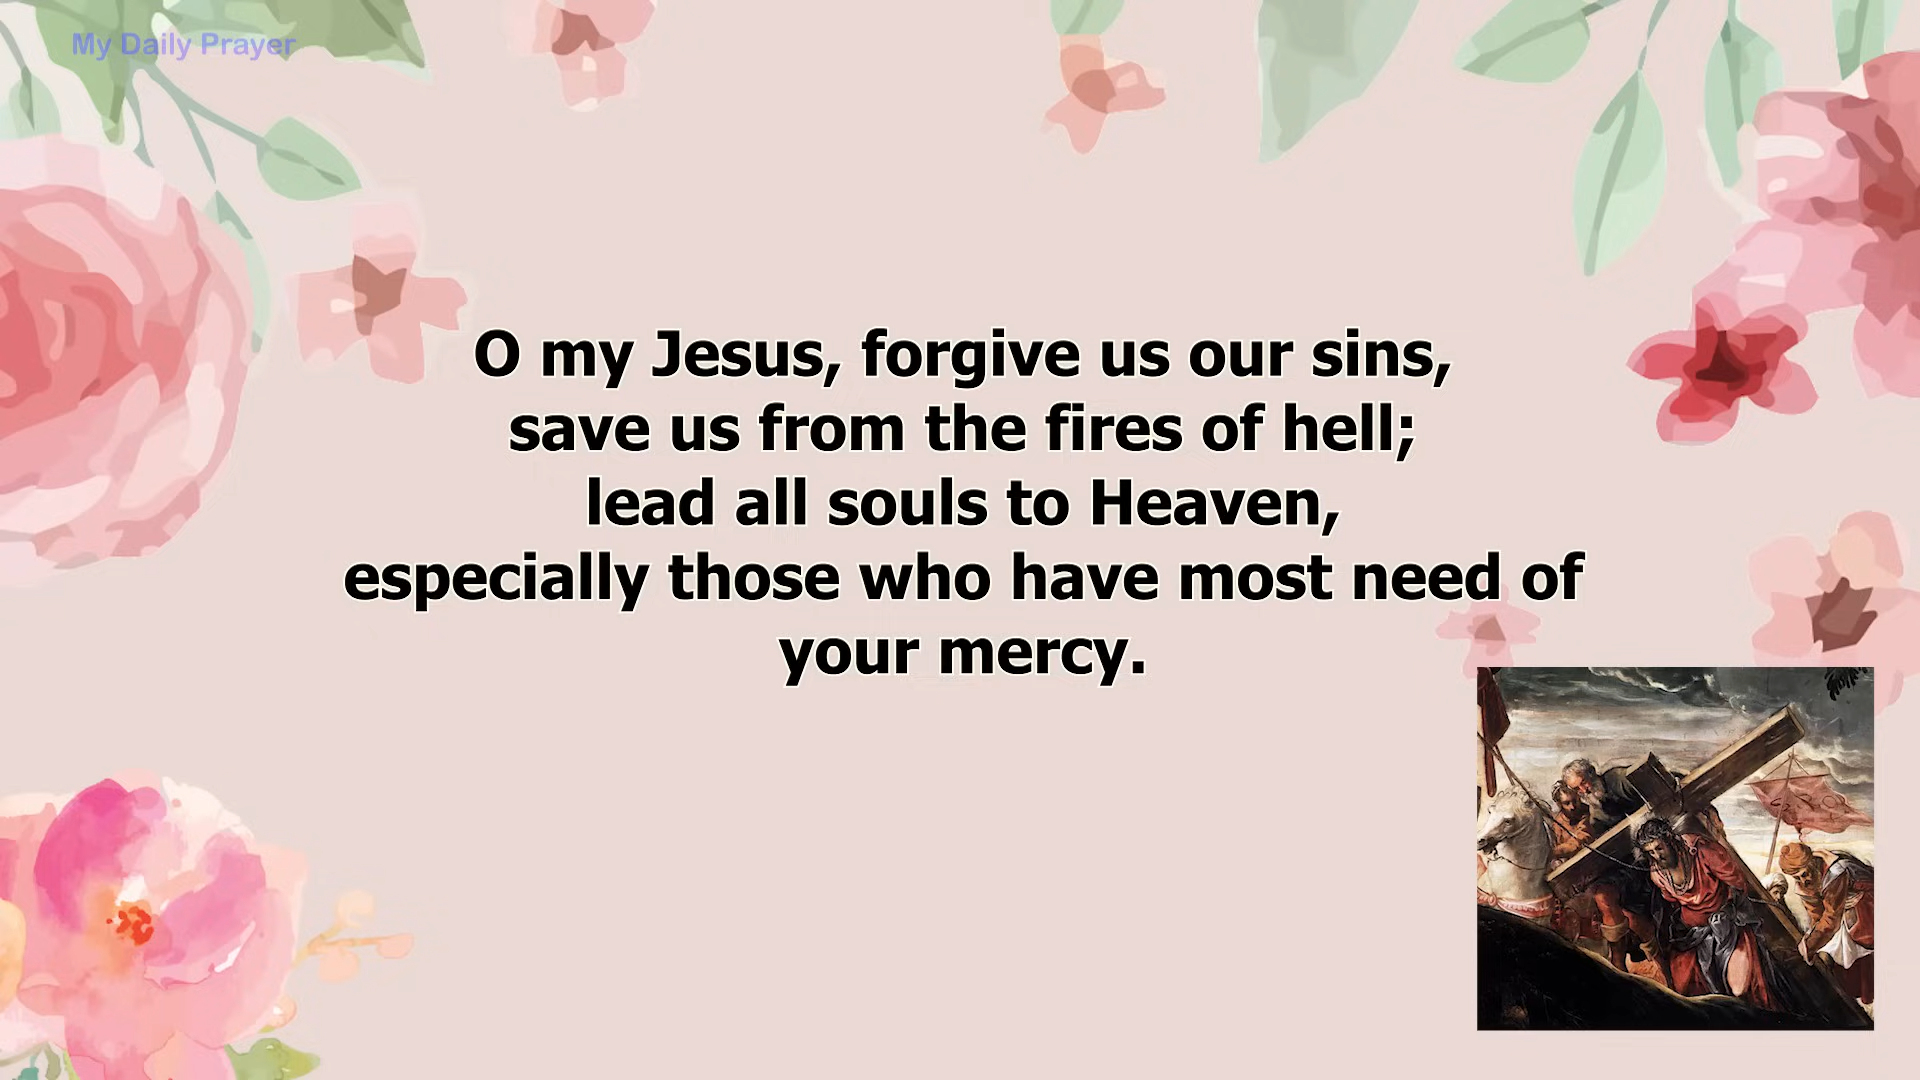 My Daily Prayer
O my Jesus, forgive us our sins,
save us from the fires of hell;
lead all souls to Heaven,
especially those who have most need of
your mercy.